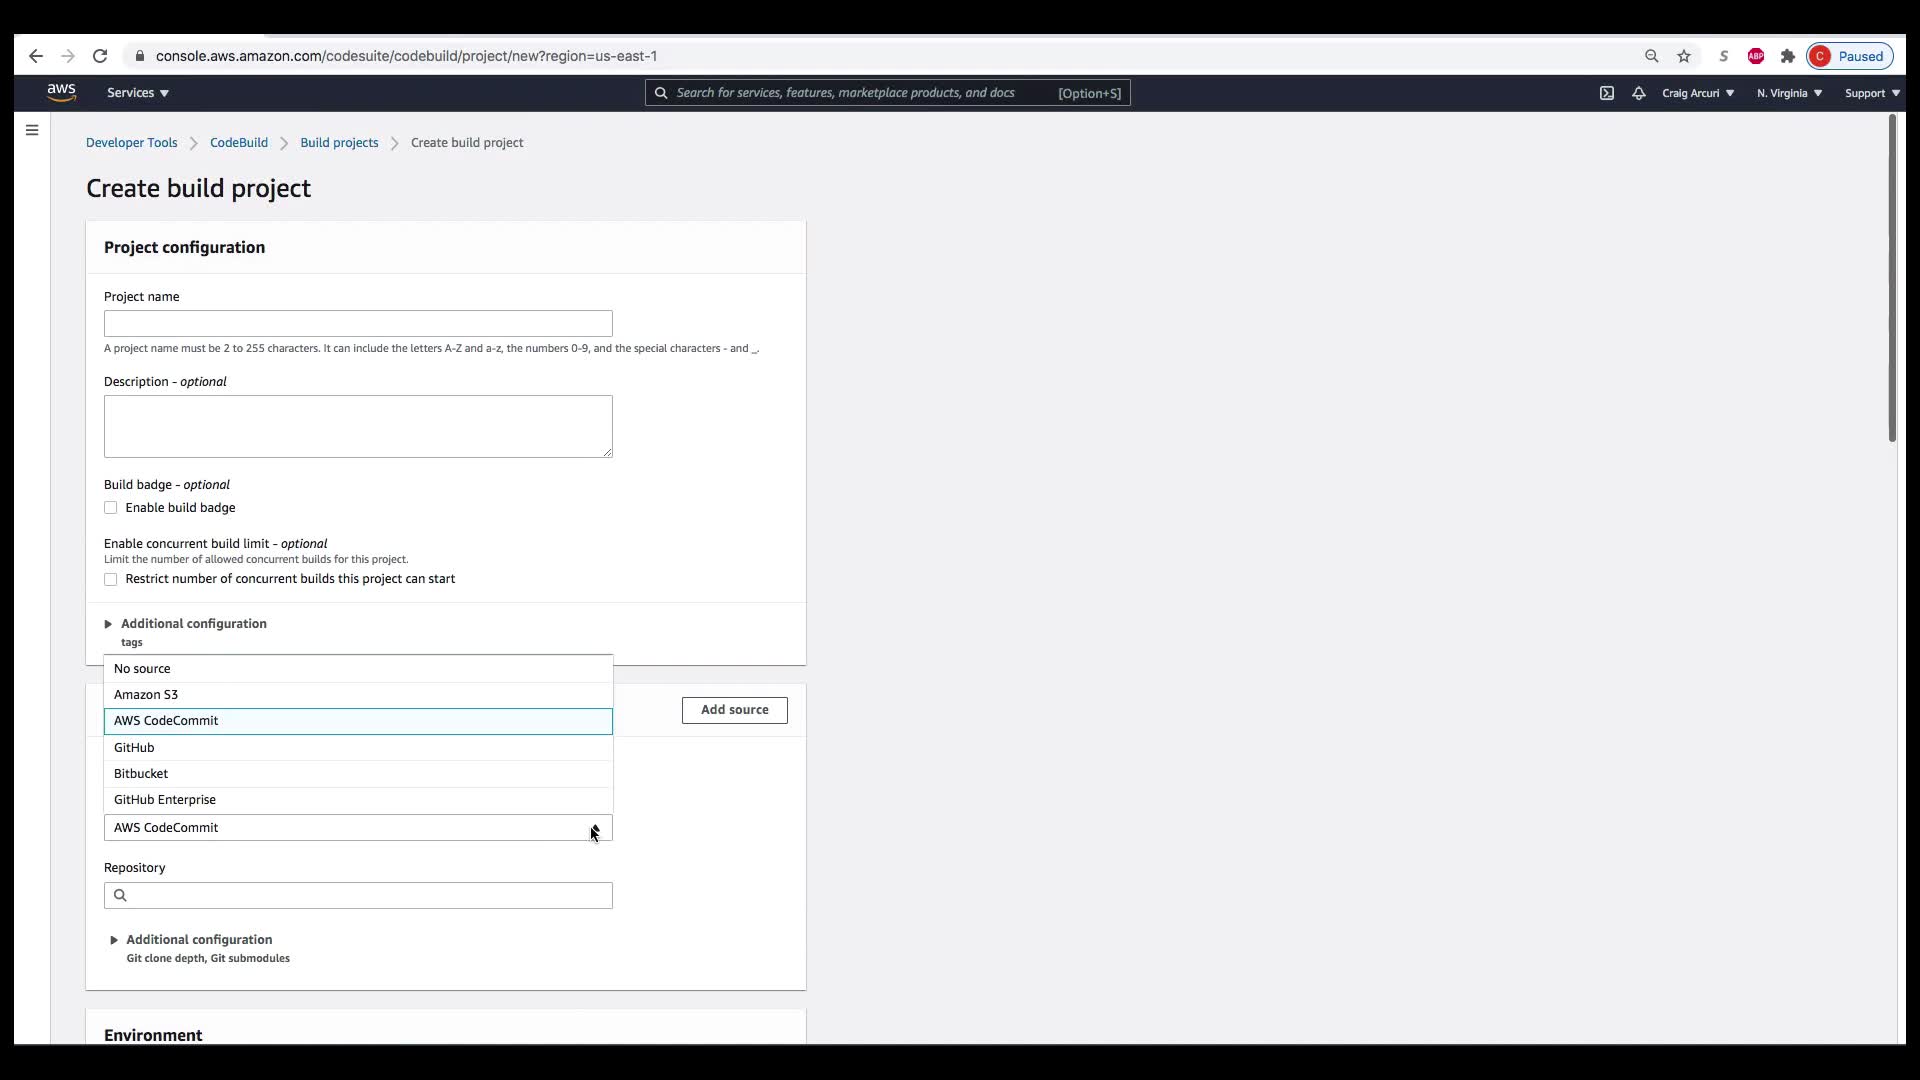 console.aws.amazon.com/codesuite/codebuild/project/new?region=us-east-1
S
ABP
C
Paused
aws
Services
Search for services, features, marketplace products, and docs
[Option+S]
Craig Arcuri
N. Virginia
Support
Developer Tools
CodeBuild
Build projects
Create build project
Create build project
Project configuration
Project name
A project name must be 2 to 255 characters. It can include the letters A-Z and a-z, the numbers 0-9, and the special characters - and _.
Description - optional
Build badge - optional
Enable build badge
Enable concurrent build limit - optional
Limit the number of allowed concurrent builds for this project.
Restrict number of concurrent builds this project can start
Additional configuration
tags
No source
Amazon S3
AWS CodeCommit
GitHub
Bitbucket
GitHub Enterprise
Add source
AWS CodeCommit
Repository
Additional configuration
Git clone depth, Git submodules
Environment